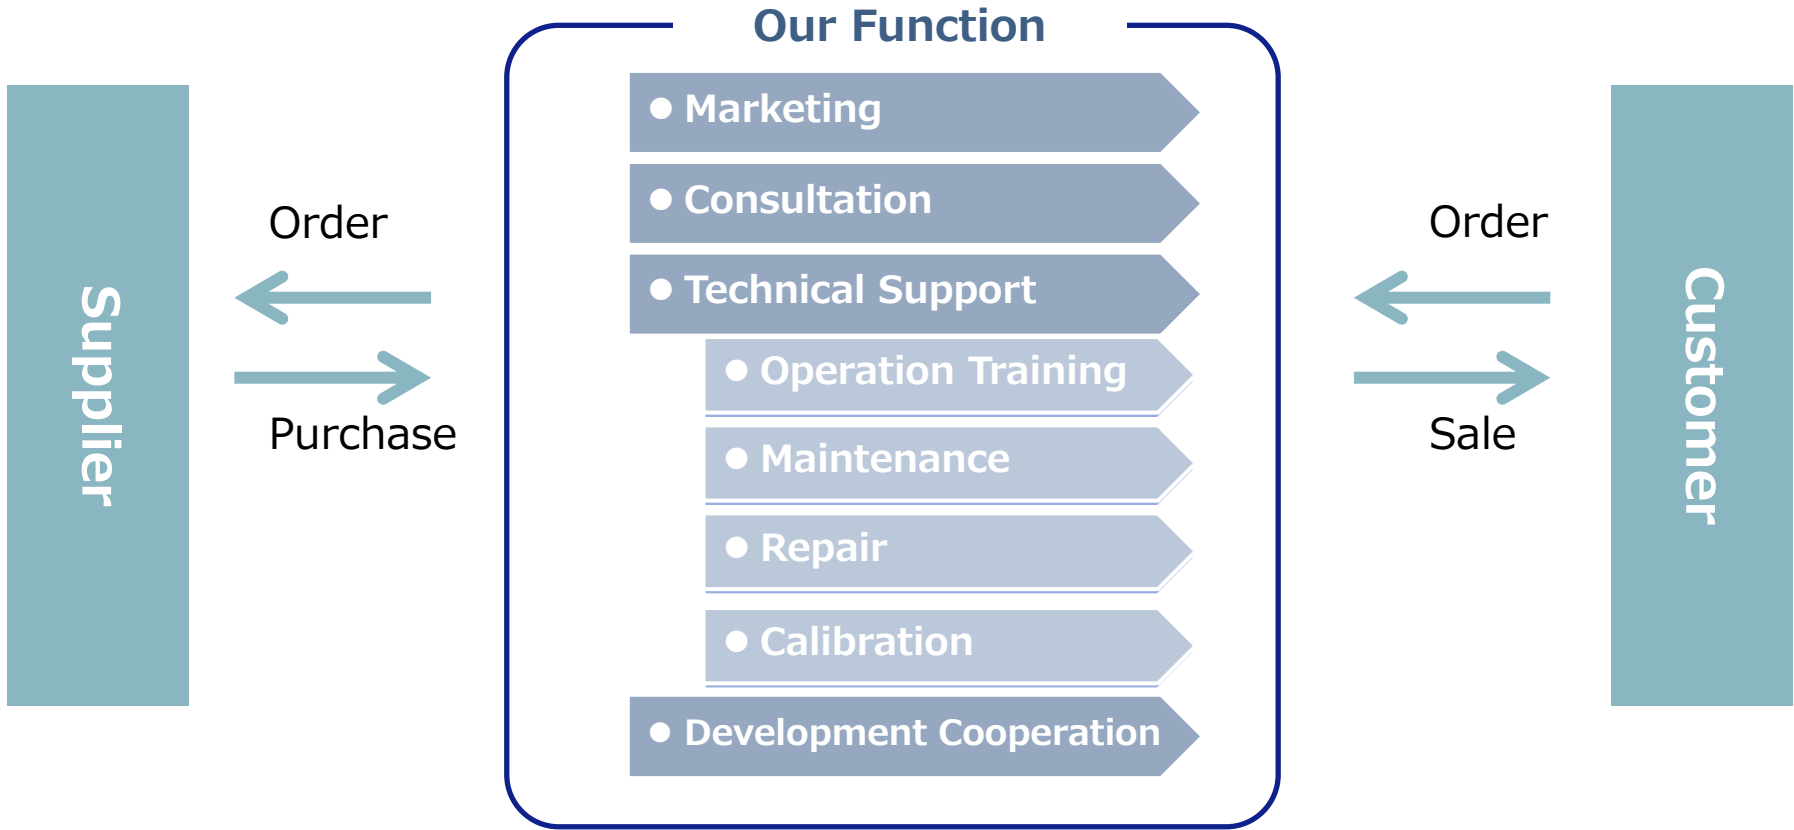 Our Function
Supplier
Order
Purchase
● Marketing
● Consultation
● Technical Support
● Operation Training
● Maintenance
● Repair
● Calibration
● Development Cooperation
Order
Sale
Customer